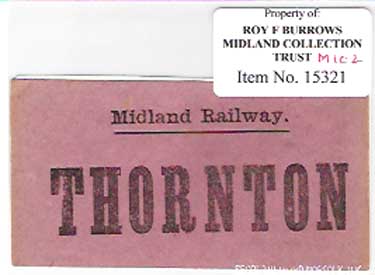 Property of:
ROY F BURROWS
MIDLAND COLLECTION
TRUST MIC 2
Item No. 15321
Midland Railway.
THORNTON